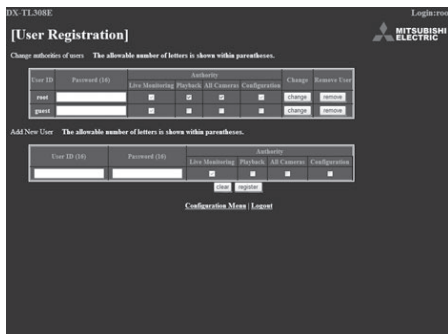 DX-TL308E
Login:root
[User Registration]
MITSUBISHI ELECTRIC
Change authorities of users The allowable number of letters is shown within parentheses.
User ID Password (16) Authority Change Remove User
Live Monitoring Playback All Cameras Configuration
root change remove
guest change remove
Add New User The allowable number of letters is shown within parentheses.
User ID (16) Password (16) Authority
Live Monitoring Playback All Cameras Configuration
clear register
Configuration Menu | Logout